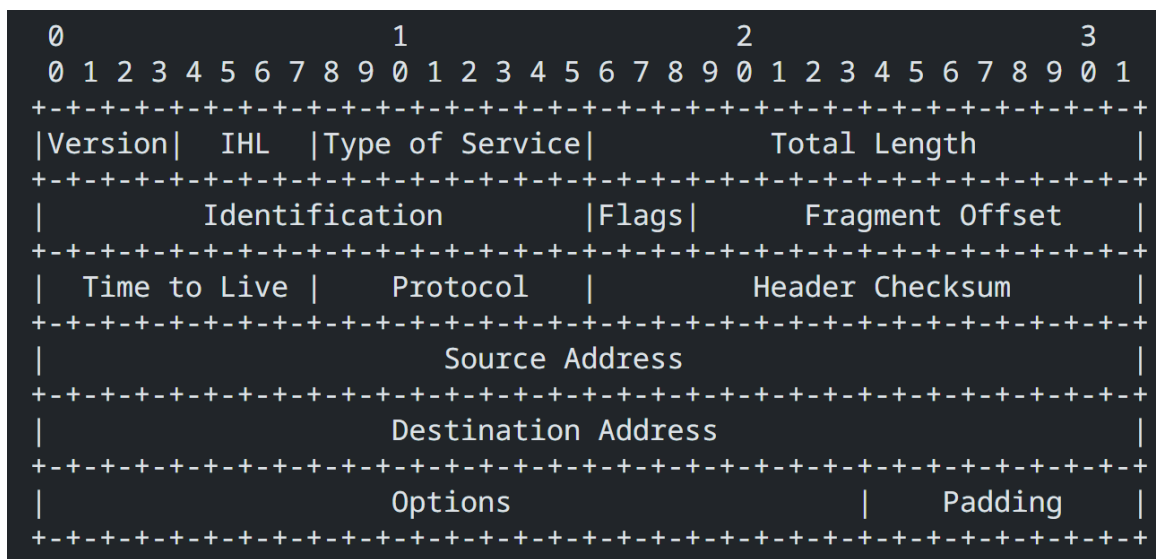 0                   1                   2                   3
 0 1 2 3 4 5 6 7 8 9 0 1 2 3 4 5 6 7 8 9 0 1 2 3 4 5 6 7 8 9 0 1
+-+-+-+-+-+-+-+-+-+-+-+-+-+-+-+-+-+-+-+-+-+-+-+-+-+-+-+-+-+-+-+-+
|Version|  IHL  |Type of Service|          Total Length         |
+-+-+-+-+-+-+-+-+-+-+-+-+-+-+-+-+-+-+-+-+-+-+-+-+-+-+-+-+-+-+-+-+
|         Identification        |Flags|      Fragment Offset    |
+-+-+-+-+-+-+-+-+-+-+-+-+-+-+-+-+-+-+-+-+-+-+-+-+-+-+-+-+-+-+-+-+
|  Time to Live |    Protocol   |         Header Checksum       |
+-+-+-+-+-+-+-+-+-+-+-+-+-+-+-+-+-+-+-+-+-+-+-+-+-+-+-+-+-+-+-+-+
|                       Source Address                          |
+-+-+-+-+-+-+-+-+-+-+-+-+-+-+-+-+-+-+-+-+-+-+-+-+-+-+-+-+-+-+-+-+
|                    Destination Address                        |
+-+-+-+-+-+-+-+-+-+-+-+-+-+-+-+-+-+-+-+-+-+-+-+-+-+-+-+-+-+-+-+-+
|                    Options                    |    Padding    |
+-+-+-+-+-+-+-+-+-+-+-+-+-+-+-+-+-+-+-+-+-+-+-+-+-+-+-+-+-+-+-+-+